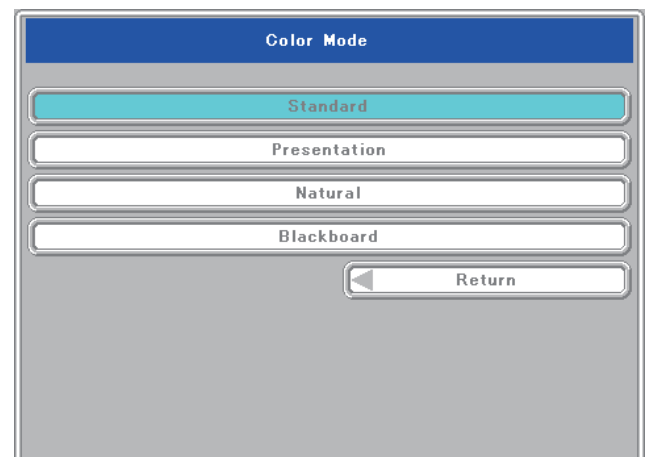 Color Mode
Standard
Presentation
Natural
Blackboard
Return